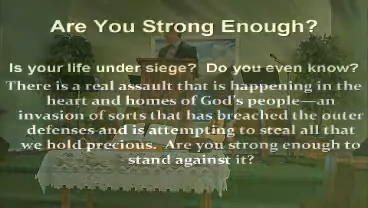 Are You Strong Enough?
Is your life under siege? Do you even know?
There is a real assault that is happening in the
heart and homes of God's people—an
invasion of sorts that has breached the outer
defenses and is attempting to steal all that
we hold precious. Are you strong enough to
stand against it?